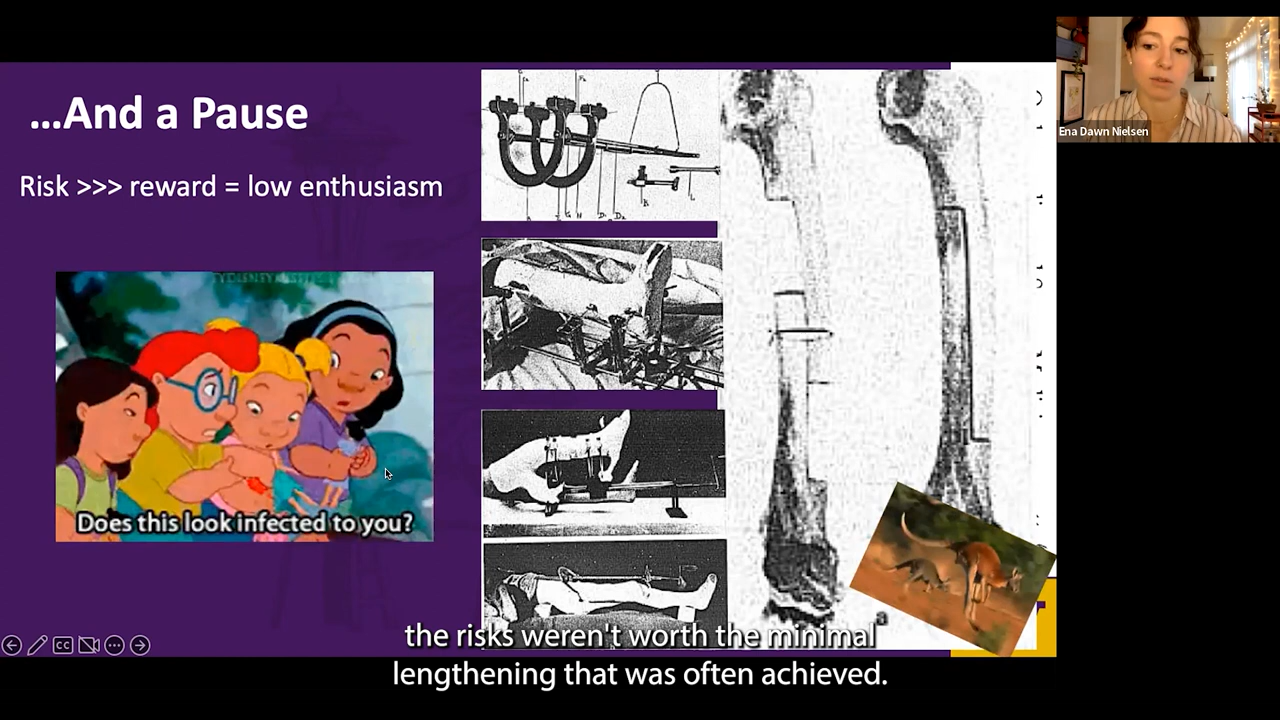 ...And a Pause
Risk >>> reward = low enthusiasm
Does this look infected to you?
Ena Dawn Nielsen
the risks weren't worth the minimal
lengthening that was often achieved.
CC